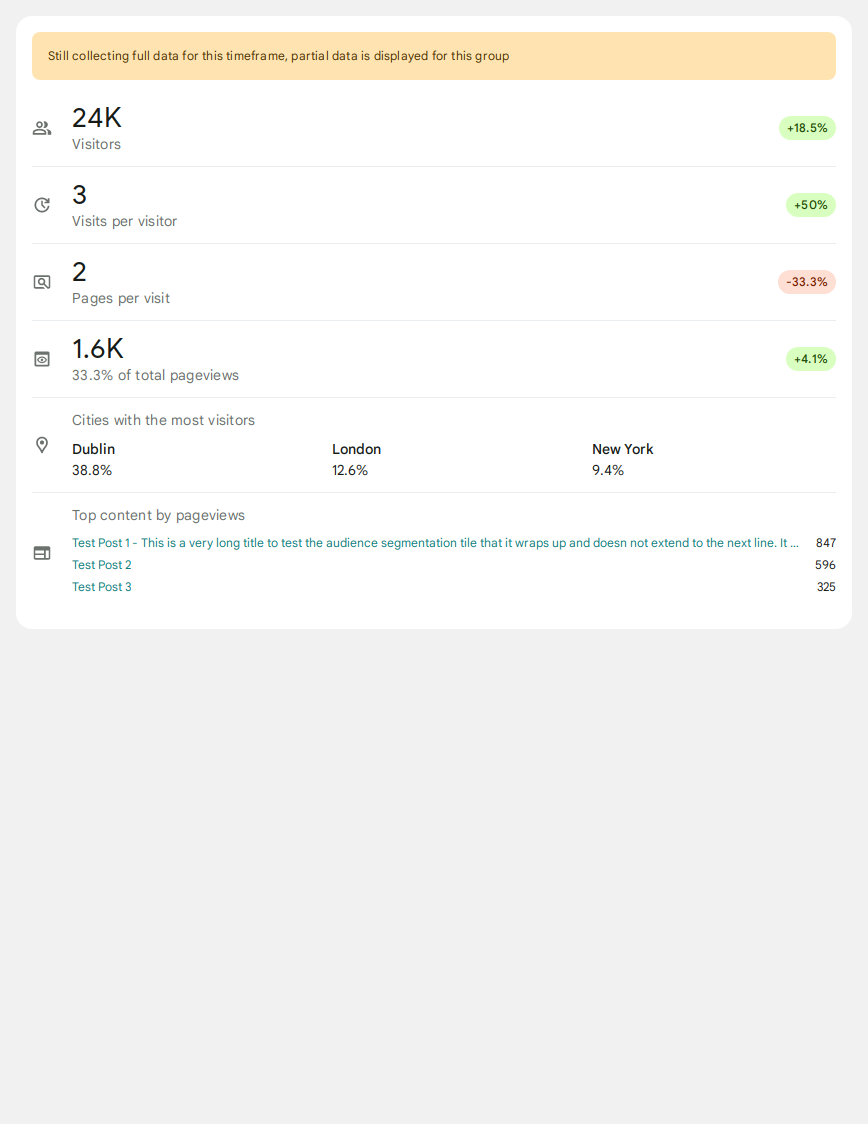 Still collecting full data for this timeframe, partial data is displayed for this group
24K
Visitors
+18.5%
3
Visits per visitor
+50%
2
Pages per visit
-33.3%
1.6K
33.3% of total pageviews
+4.1%
Cities with the most visitors
Dublin London New York
38.8% 12.6% 9.4%
Top content by pageviews
Test Post 1 - This is a very long title to test the audience segmentation tile that it wraps up and doesn not extend to the next line. It ... 847
Test Post 2 596
Test Post 3 325